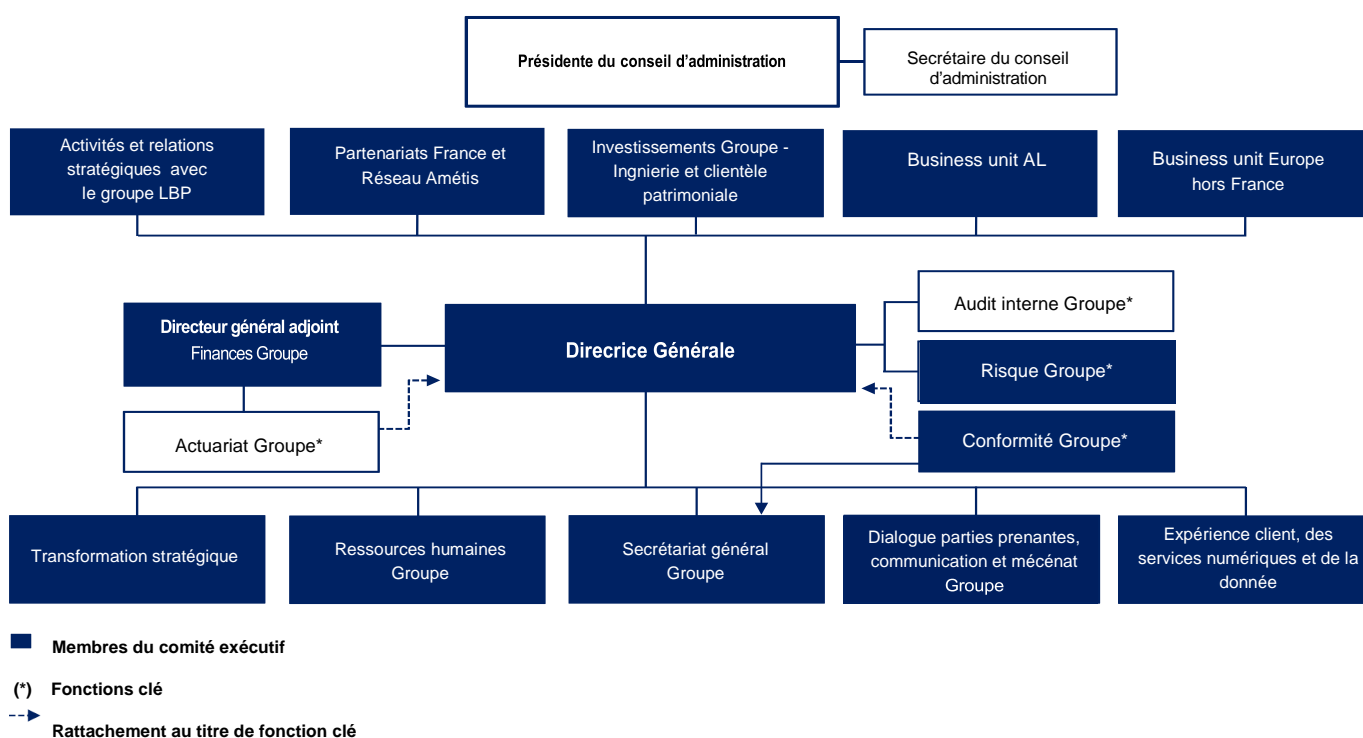 Présidente du conseil d'administration
Secrétaire du conseil
d'administration
Activités et relations
stratégiques avec
le groupe LBP
Partenariats France et
Réseau Amétis
Investissements Groupe -
Ingnierie et clientèle
patrimoniale
Business unit AL
Business unit Europe
hors France
Directeur général adjoint
Finances Groupe
Direcrice Générale
Audit interne Groupe*
Risque Groupe*
Actuariat Groupe*
Conformité Groupe*
Transformation stratégique
Ressources humaines
Groupe
Secrétariat général
Groupe
Dialogue parties prenantes,
communication et mécénat
Groupe
Expérience client, des
services numériques et de la
donnée
Membres du comité exécutif
(*) Fonctions clé
Rattachement au titre de fonction clé